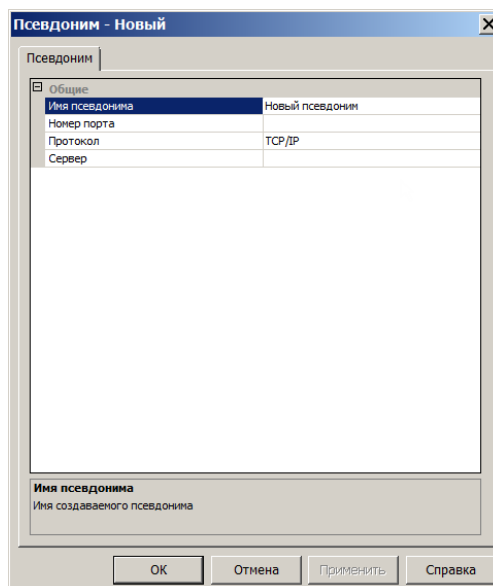 Псевдоним - Новый
Псевдоним
Общие
Имя псевдонима Новый псевдоним
Номер порта
Протокол TCP/IP
Сервер
Имя псевдонима
Имя создаваемого псевдонима
ОК Отмена Применить Справка